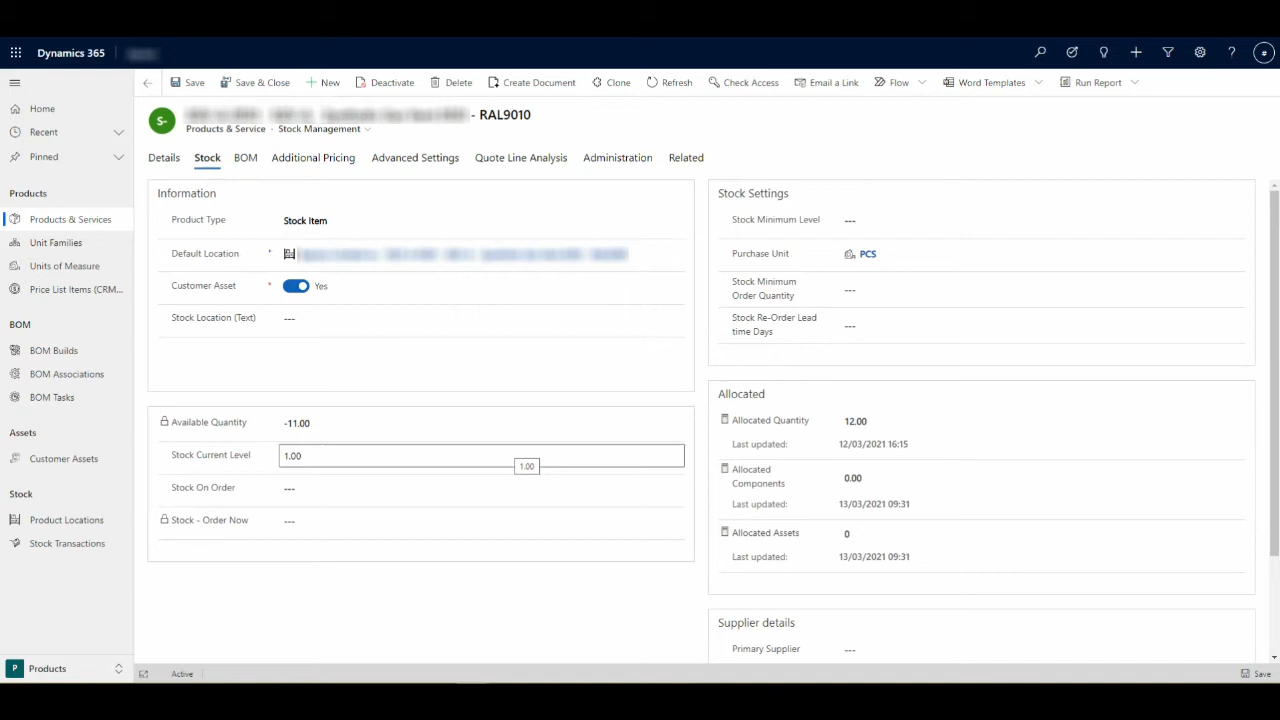 Dynamics 365
Save
Save & Close
New
Deactivate
Delete
Create Document
Clone
Refresh
Check Access
Email a Link
Flow
Word Templates
Run Report
Home
Recent
Pinned
Products
Products & Services
Unit Families
Units of Measure
Price List Items (CRM...
BOM
BOM Builds
BOM Associations
BOM Tasks
Assets
Customer Assets
Stock
Product Locations
Stock Transactions
P Products
S-
- RAL9010
Products & Service · Stock Management
Details
Stock
BOM
Additional Pricing
Advanced Settings
Quote Line Analysis
Administration
Related
Information
Product Type Stock Item
Default Location *
Customer Asset * Yes
Stock Location (Text) ---
Available Quantity -11.00
Stock Current Level 1.00
1.00
Stock On Order ---
Stock - Order Now ---
Stock Settings
Stock Minimum Level ---
Purchase Unit PCS
Stock Minimum
Order Quantity ---
Stock Re-Order Lead
time Days ---
Allocated
Allocated Quantity 12.00
Last updated: 12/03/2021 16:15
Allocated
Components 0.00
Last updated: 13/03/2021 09:31
Allocated Assets 0
Last updated: 13/03/2021 09:31
Supplier details
Primary Supplier ---
Active
Save